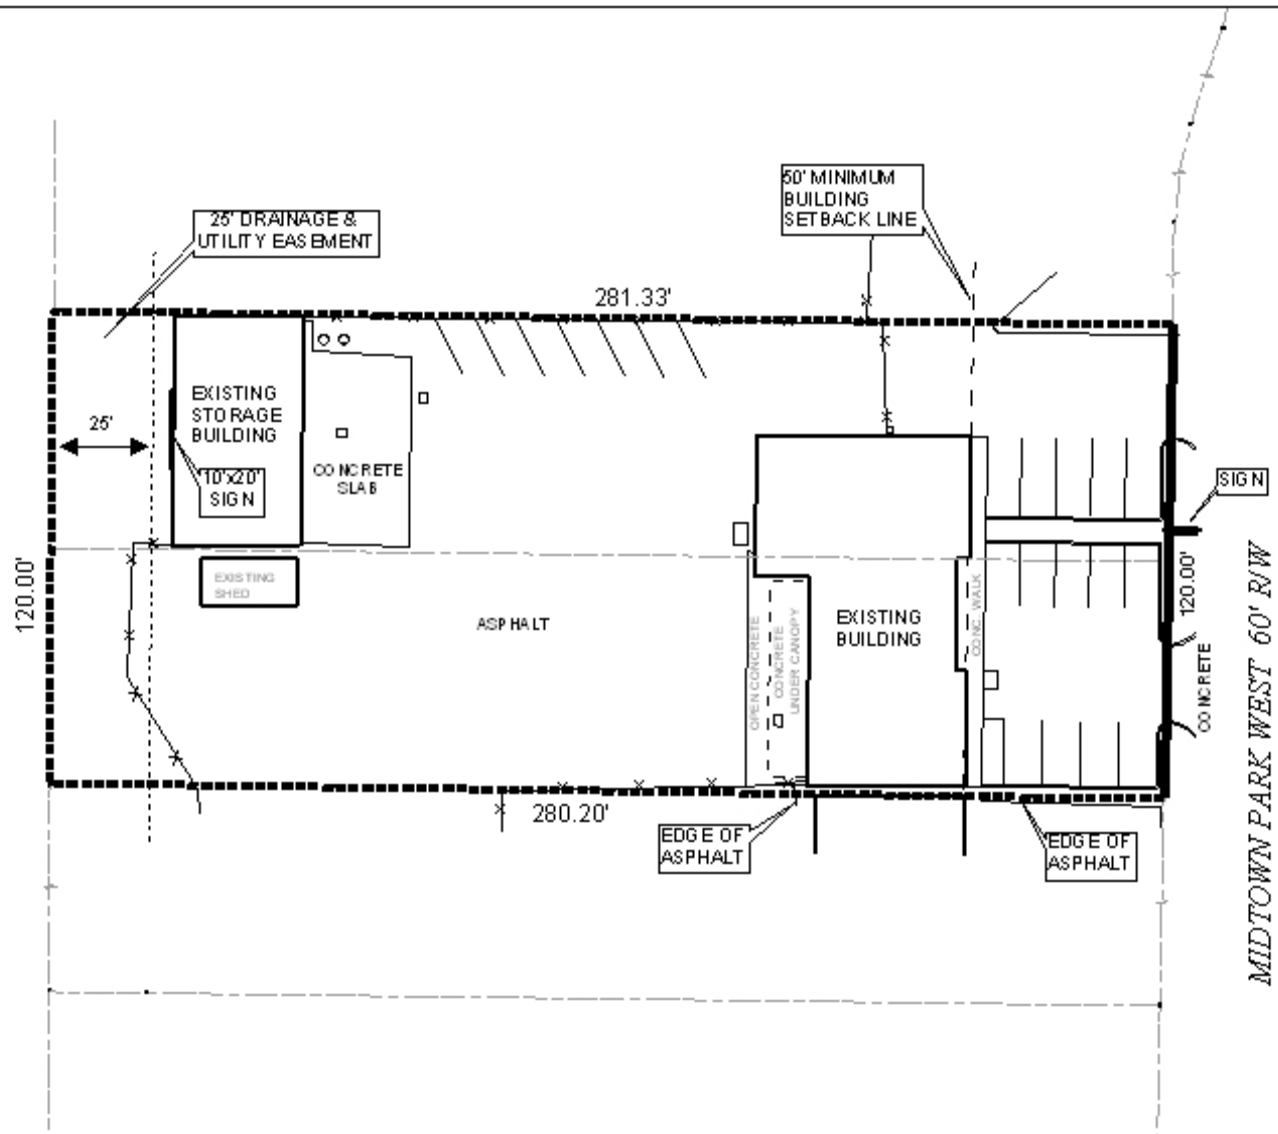 50' MINIMUM
BUILDING
SETBACK LINE
25' DRAINAGE &
UTILITY EASEMENT
281.33'
EXISTING
STORAGE
BUILDING
25'
10'x20'
SIGN
CONCRETE
SLAB
SIGN
EXISTING
SHED
120.00'
ASPHALT
OPEN CONCRETE
CONCRETE
UNDER CANOPY
EXISTING
BUILDING
CONC. WALK
120.00'
CONCRETE
MIDTOWN PARK WEST 60' R/W
280.20'
EDGE OF
ASPHALT
EDGE OF
ASPHALT